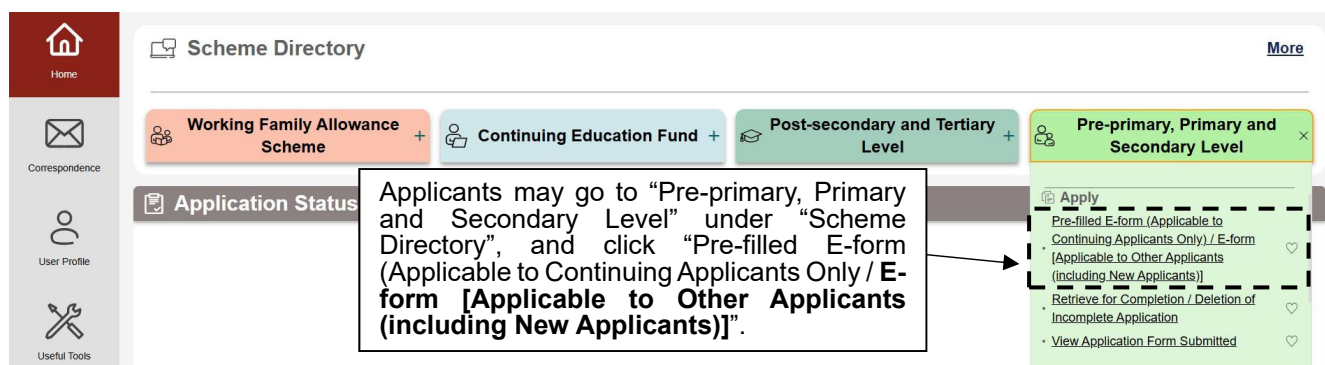 Home
Correspondence
User Profile
Useful Tools
Scheme Directory
More
Working Family Allowance
Scheme
+
Continuing Education Fund +
Post-secondary and Tertiary
Level
+
Pre-primary, Primary and
Secondary Level
×
Application Status
Applicants may go to “Pre-primary, Primary
and Secondary Level” under “Scheme
Directory”, and click “Pre-filled E-form
(Applicable to Continuing Applicants Only / E-
form [Applicable to Other Applicants
(including New Applicants)]”.
Apply
• Pre-filled E-form (Applicable to
Continuing Applicants Only) / E-form
[Applicable to Other Applicants
(including New Applicants)]
• Retrieve for Completion / Deletion of
Incomplete Application
• View Application Form Submitted